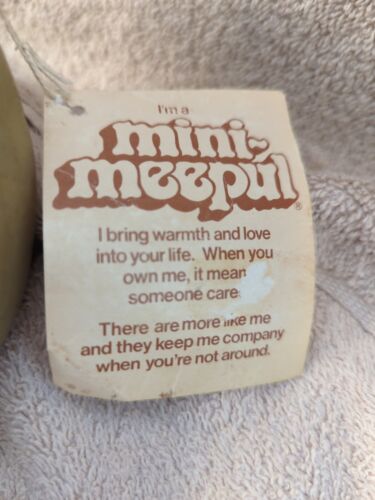 I'm a
mini-
meepul®
I bring warmth and love
into your life. When you
own me, it mean
someone care
There are more like me
and they keep me company
when you're not around.